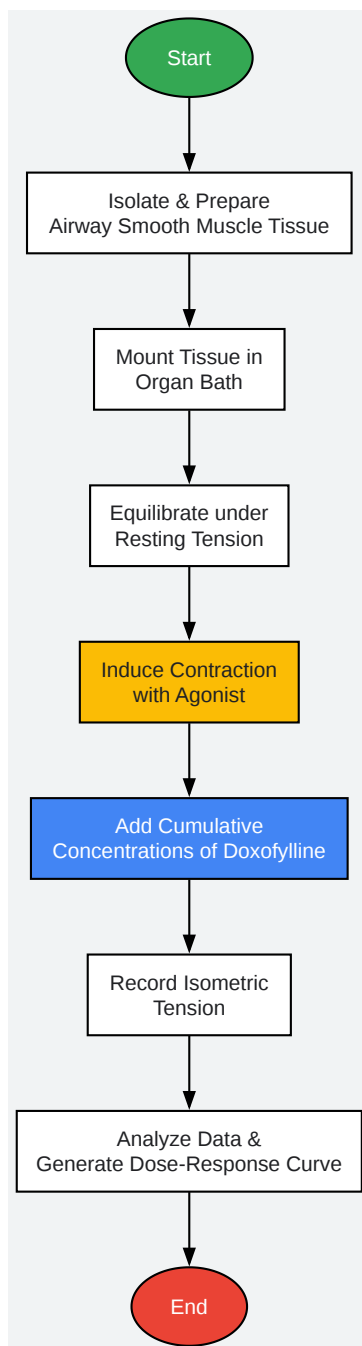 Start
Isolate & Prepare
Airway Smooth Muscle Tissue
Mount Tissue in
Organ Bath
Equilibrate under
Resting Tension
Induce Contraction
with Agonist
Add Cumulative
Concentrations of Doxofylline
Record Isometric
Tension
Analyze Data &
Generate Dose-Response Curve
End